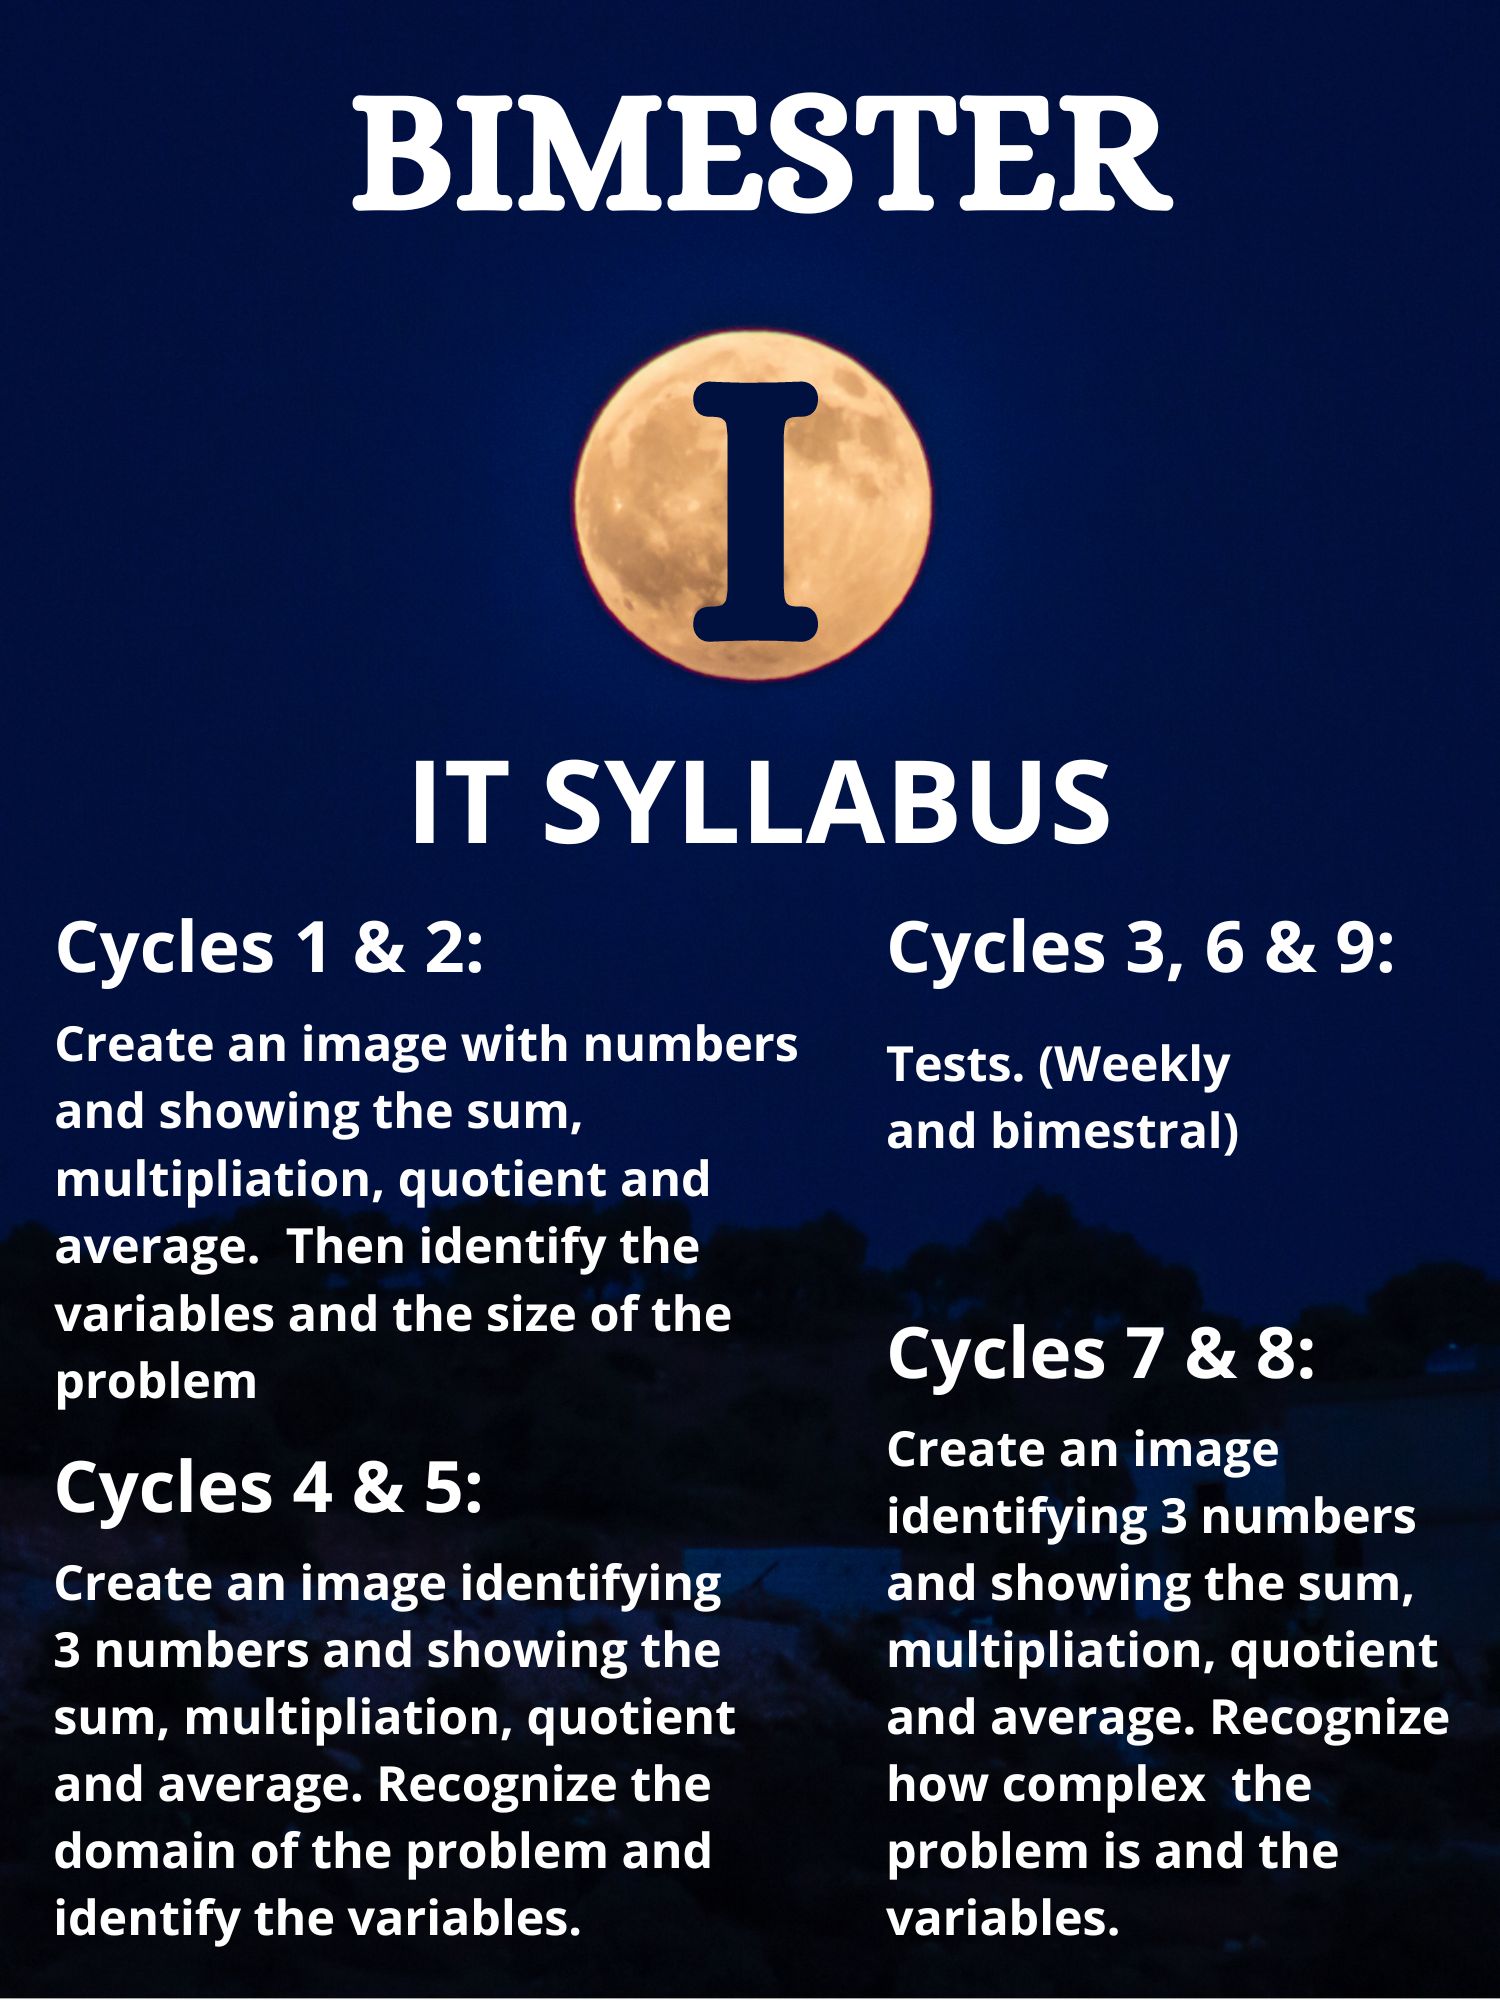 BIMESTER
I
IT SYLLABUS
Cycles 1 & 2:
Create an image with numbers
and showing the sum,
multipliation, quotient and
average.  Then identify the
variables and the size of the
problem
Cycles 4 & 5:
Create an image identifying
3 numbers and showing the
sum, multipliation, quotient
and average. Recognize the
domain of the problem and
identify the variables.
Cycles 3, 6 & 9:
Tests. (Weekly
and bimestral)
Cycles 7 & 8:
Create an image
identifying 3 numbers
and showing the sum,
multipliation, quotient
and average. Recognize
how complex  the
problem is and the
variables.